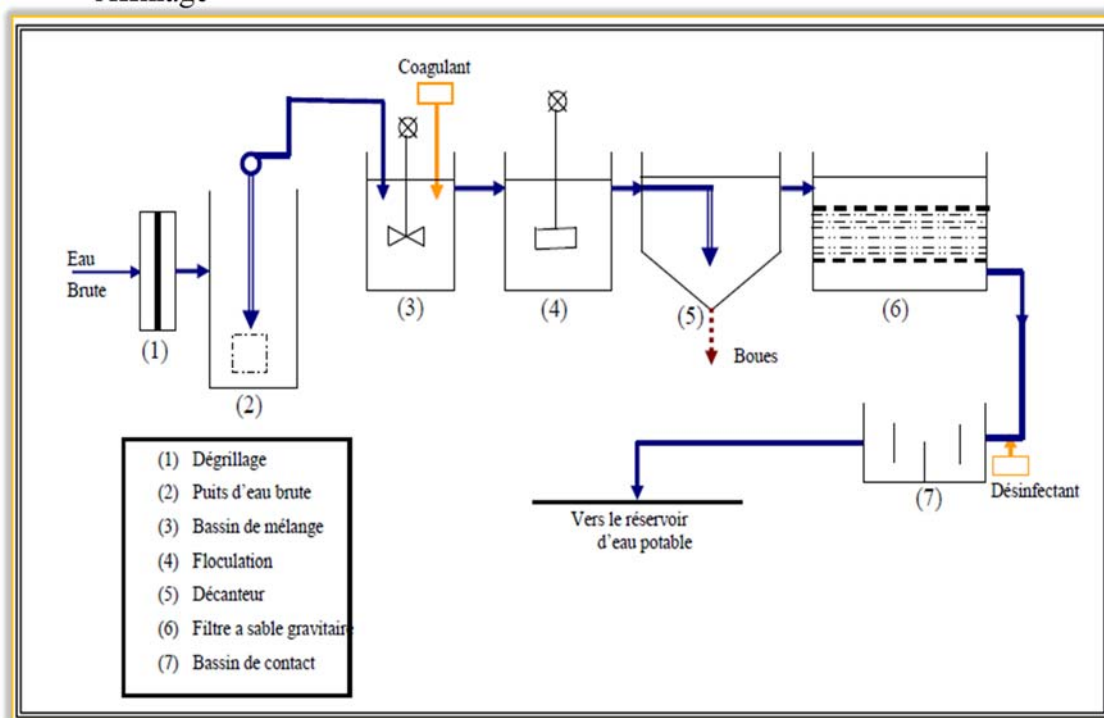 Coagulant
Eau
Brute
(1)
(2)
(3)
(4)
(5)
(6)
Boues
(7)
Désinfectant
Vers le réservoir
d'eau potable
(1) Dégrillage
(2) Puits d'eau brute
(3) Bassin de mélange
(4) Floculation
(5) Décanteur
(6) Filtre a sable gravitaire
(7) Bassin de contact